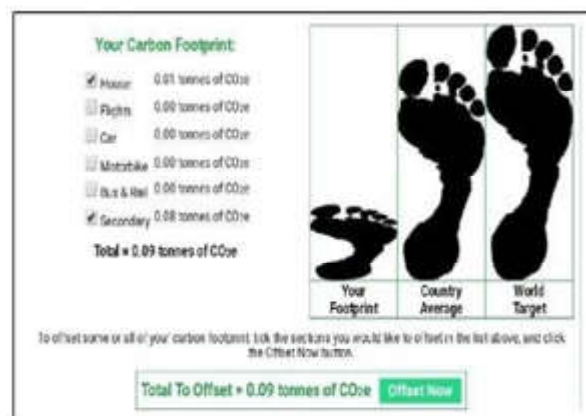 Your Carbon Footprint:
House 0.01 tonnes of CO2e
Flights 0.00 tonnes of CO2e
Car 0.00 tonnes of CO2e
Motorbike 0.00 tonnes of CO2e
Bus & Rail 0.00 tonnes of CO2e
Secondary 0.08 tonnes of CO2e
Total = 0.09 tonnes of CO2e
Your Footprint
Country Average
World Target
To offset some or all of your carbon footprint, tick the sections you would like to offset in the list above, and click
the Offset Now button.
Total To Offset = 0.09 tonnes of CO2e Offset Now